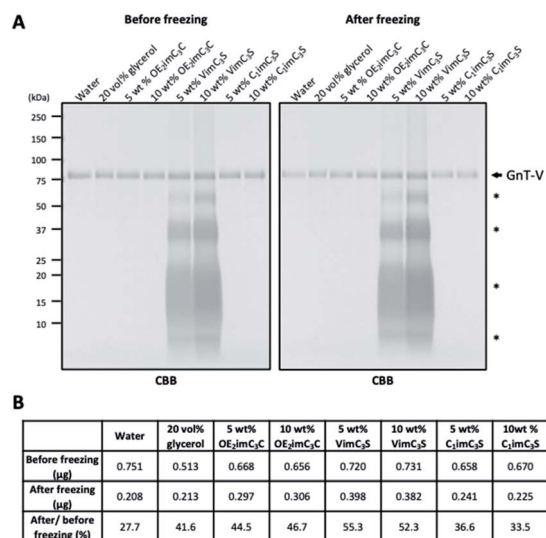 A
Before freezing
After freezing
(kDa)
Water
20 vol% glycerol
5 wt% OE₂imC₃C
10 wt% OE₂imC₃C
5 wt% VimC₃S
10 wt% VimC₃S
5 wt% C₁imC₃S
10 wt% C₁imC₃S
Water
20 vol% glycerol
5 wt% OE₂imC₃C
10 wt% OE₂imC₃C
5 wt% VimC₃S
10 wt% VimC₃S
5 wt% C₁imC₃S
10 wt% C₁imC₃S
250
150
100
75
50
37
25
20
15
10
GnT-V
*
*
*
*
CBB
CBB
B
Water 20 vol% glycerol 5 wt% OE₂imC₃C 10 wt% OE₂imC₃C 5 wt% VimC₃S 10 wt% VimC₃S 5 wt% C₁imC₃S 10wt % C₁imC₃S
Before freezing (μg) 0.751 0.513 0.668 0.656 0.720 0.731 0.658 0.670
After freezing (μg) 0.208 0.213 0.297 0.306 0.398 0.382 0.241 0.225
After/ before freezing (%) 27.7 41.6 44.5 46.7 55.3 52.3 36.6 33.5